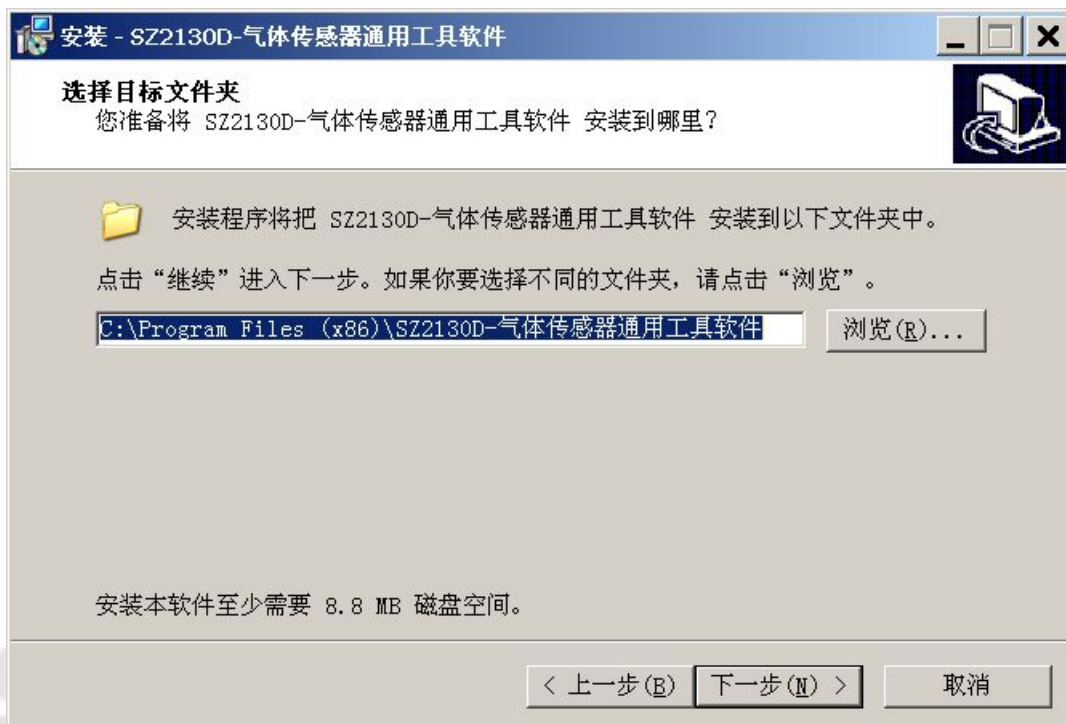 安装 - SZ2130D-气体传感器通用工具软件
选择目标文件夹
您准备将 SZ2130D-气体传感器通用工具软件 安装到哪里?
安装程序将把 SZ2130D-气体传感器通用工具软件 安装到以下文件夹中。
点击“继续”进入下一步。如果你要选择不同的文件夹，请点击“浏览”。
C:\Program Files (x86)\SZ2130D-气体传感器通用工具软件 浏览(R)...
安装本软件至少需要 8.8 MB 磁盘空间。
< 上一步(B) 下一步(N) > 取消